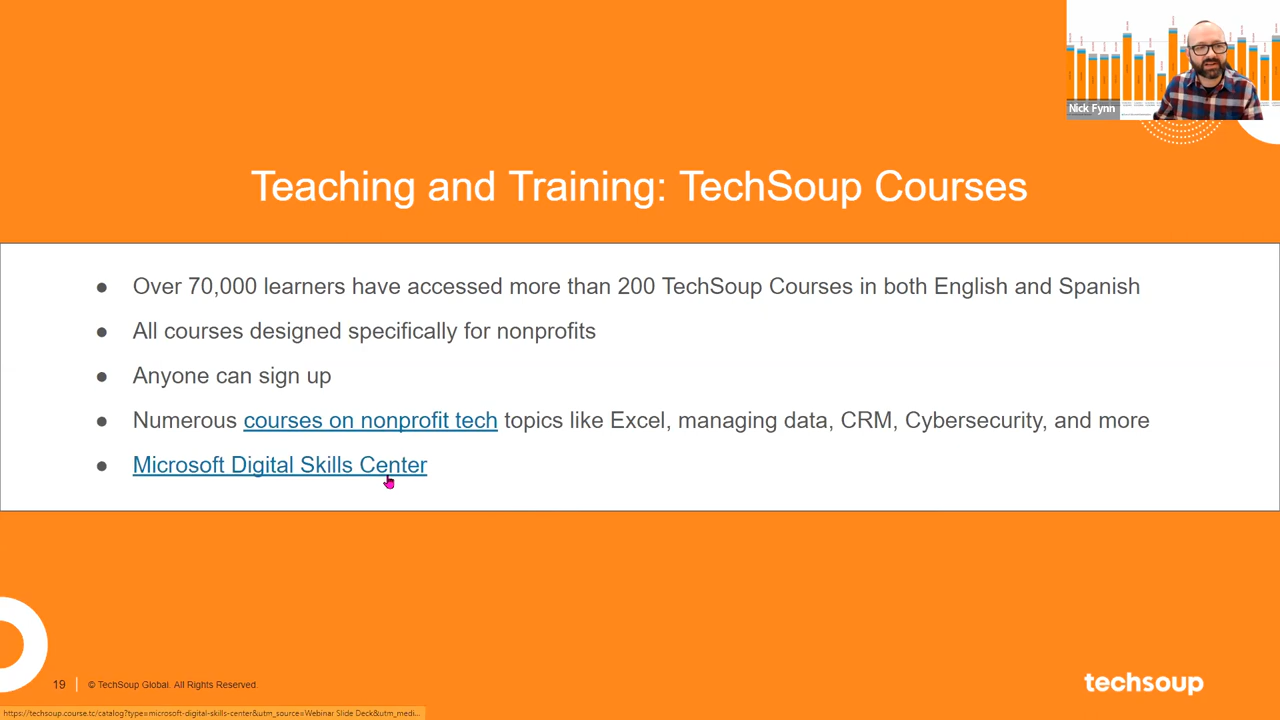 Nick Fynn
Teaching and Training: TechSoup Courses
● Over 70,000 learners have accessed more than 200 TechSoup Courses in both English and Spanish
● All courses designed specifically for nonprofits
● Anyone can sign up
● Numerous courses on nonprofit tech topics like Excel, managing data, CRM, Cybersecurity, and more
● Microsoft Digital Skills Center
19 © TechSoup Global. All Rights Reserved.
techsoup
https://techsoup.course.tc/catalog?type=microsoft-digital-skills-center&utm_source=Webinar Slide Deck&utm_medi...